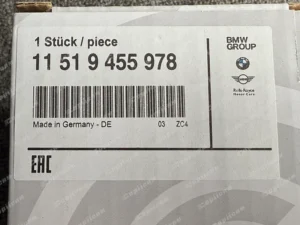 1 Stück / piece
BMW
GROUP
11 51 9 455 978
Made in Germany - DE 03 ZC4
EAC